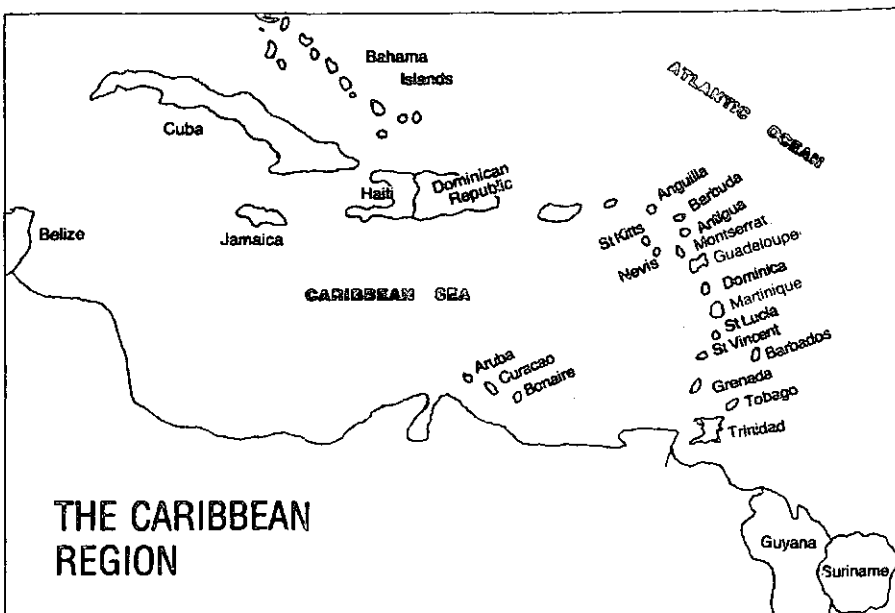 Bahama
Islands
ATLANTIC OCEAN
Cuba
Haiti
Dominican
Republic
Anguilla
Barbuda
Antigua
St Kitts
Montserrat
Nevis
Guadeloupe
Belize
Jamaica
Dominica
CARIBBEAN SEA
Martinique
St Lucia
St Vincent
Barbados
Aruba
Curacao
Bonaire
Grenada
Tobago
Trinidad
THE CARIBBEAN
REGION
Guyana
Suriname